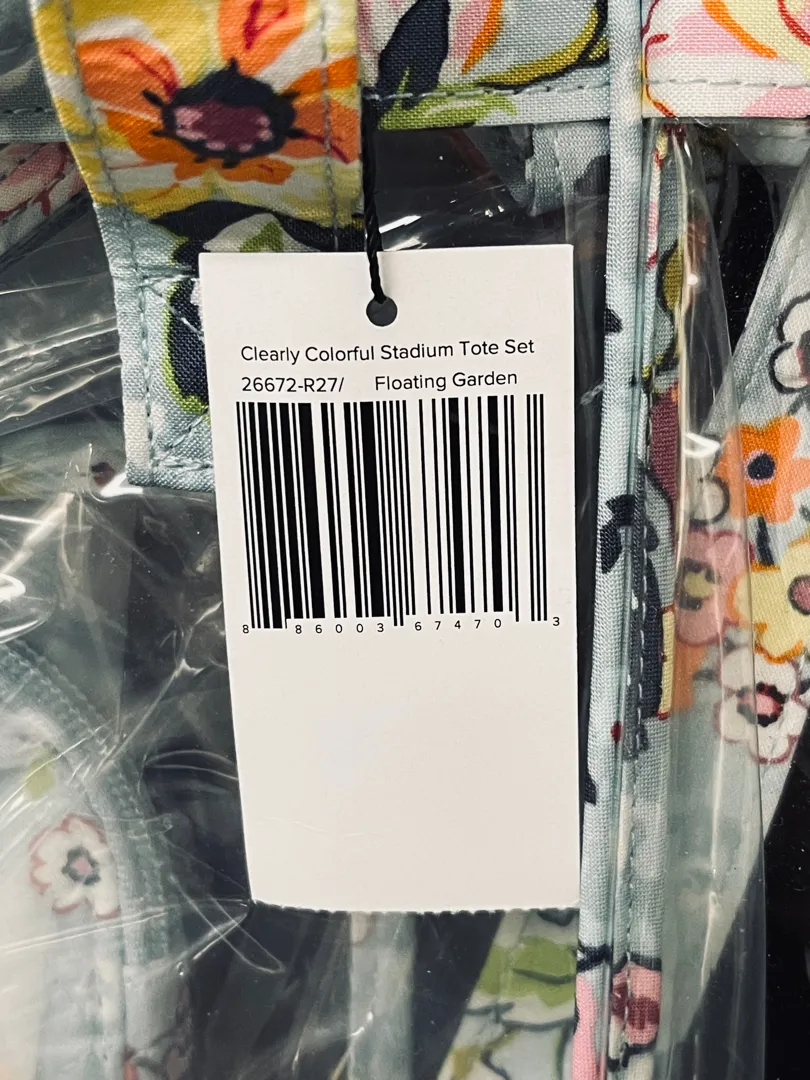 Clearly Colorful Stadium Tote Set
26672-R27/ Floating Garden
8 86003 67470 3